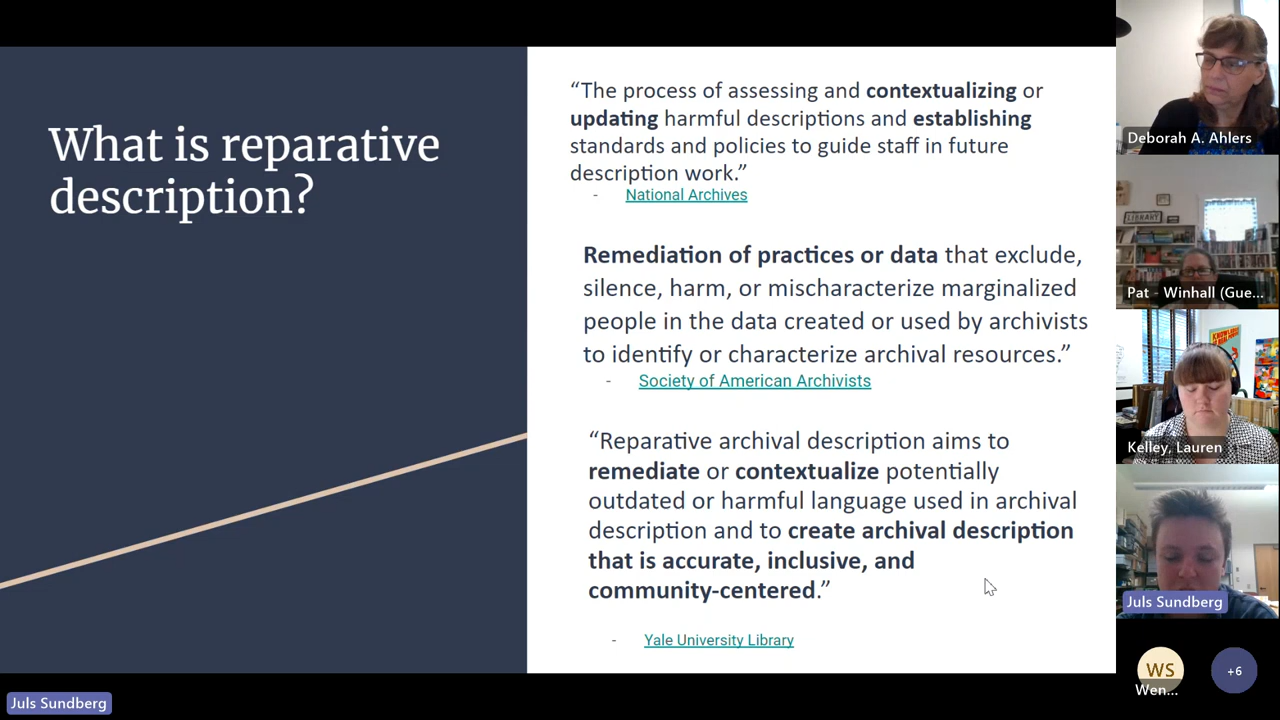 What is reparative
description?
“The process of assessing and contextualizing or
updating harmful descriptions and establishing
standards and policies to guide staff in future
description work.”
- National Archives
Remediation of practices or data that exclude,
silence, harm, or mischaracterize marginalized
people in the data created or used by archivists
to identify or characterize archival resources.”
- Society of American Archivists
“Reparative archival description aims to
remediate or contextualize potentially
outdated or harmful language used in archival
description and to create archival description
that is accurate, inclusive, and
community-centered.”
- Yale University Library
Deborah A. Ahlers
LIBRARY
Pat - Winhall (Gue...
Kelley, Lauren
Juls Sundberg
WS
Wen...
+6
Juls Sundberg